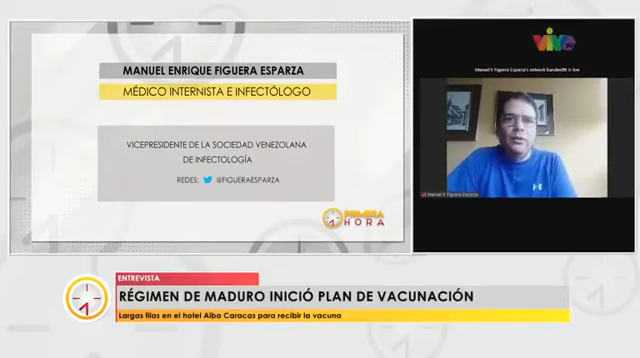 MANUEL ENRIQUE FIGUERA ESPARZA
MÉDICO INTERNISTA E INFECTÓLOGO
VICEPRESIDENTE DE LA SOCIEDAD VENEZOLANA
DE INFECTOLOGÍA
REDES: @FIGUERAESPARZA
PRIMERA
HORA
VIVO
Manuel E Figuera Esparza's network bandwidth is low
Manuel E Figuera Esparza
ENTREVISTA
RÉGIMEN DE MADURO INICIÓ PLAN DE VACUNACIÓN
Largas filas en el hotel Alba Caracas para recibir la vacuna